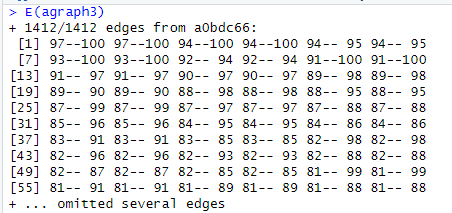 > E(agraph3)
+ 1412/1412 edges from a0bdc66:
[1] 97--100 97--100 94--100 94--100 94-- 95 94-- 95
[7] 93--100 93--100 92-- 94 92-- 94 91--100 91--100
[13] 91-- 97 91-- 97 90-- 97 90-- 97 89-- 98 89-- 98
[19] 89-- 90 89-- 90 88-- 98 88-- 98 88-- 95 88-- 95
[25] 87-- 99 87-- 99 87-- 97 87-- 97 87-- 88 87-- 88
[31] 85-- 96 85-- 96 84-- 95 84-- 95 84-- 86 84-- 86
[37] 83-- 91 83-- 91 83-- 85 83-- 85 82-- 98 82-- 98
[43] 82-- 96 82-- 96 82-- 93 82-- 93 82-- 88 82-- 88
[49] 82-- 87 82-- 87 82-- 85 82-- 85 81-- 99 81-- 99
[55] 81-- 91 81-- 91 81-- 89 81-- 89 81-- 88 81-- 88
+ ... omitted several edges